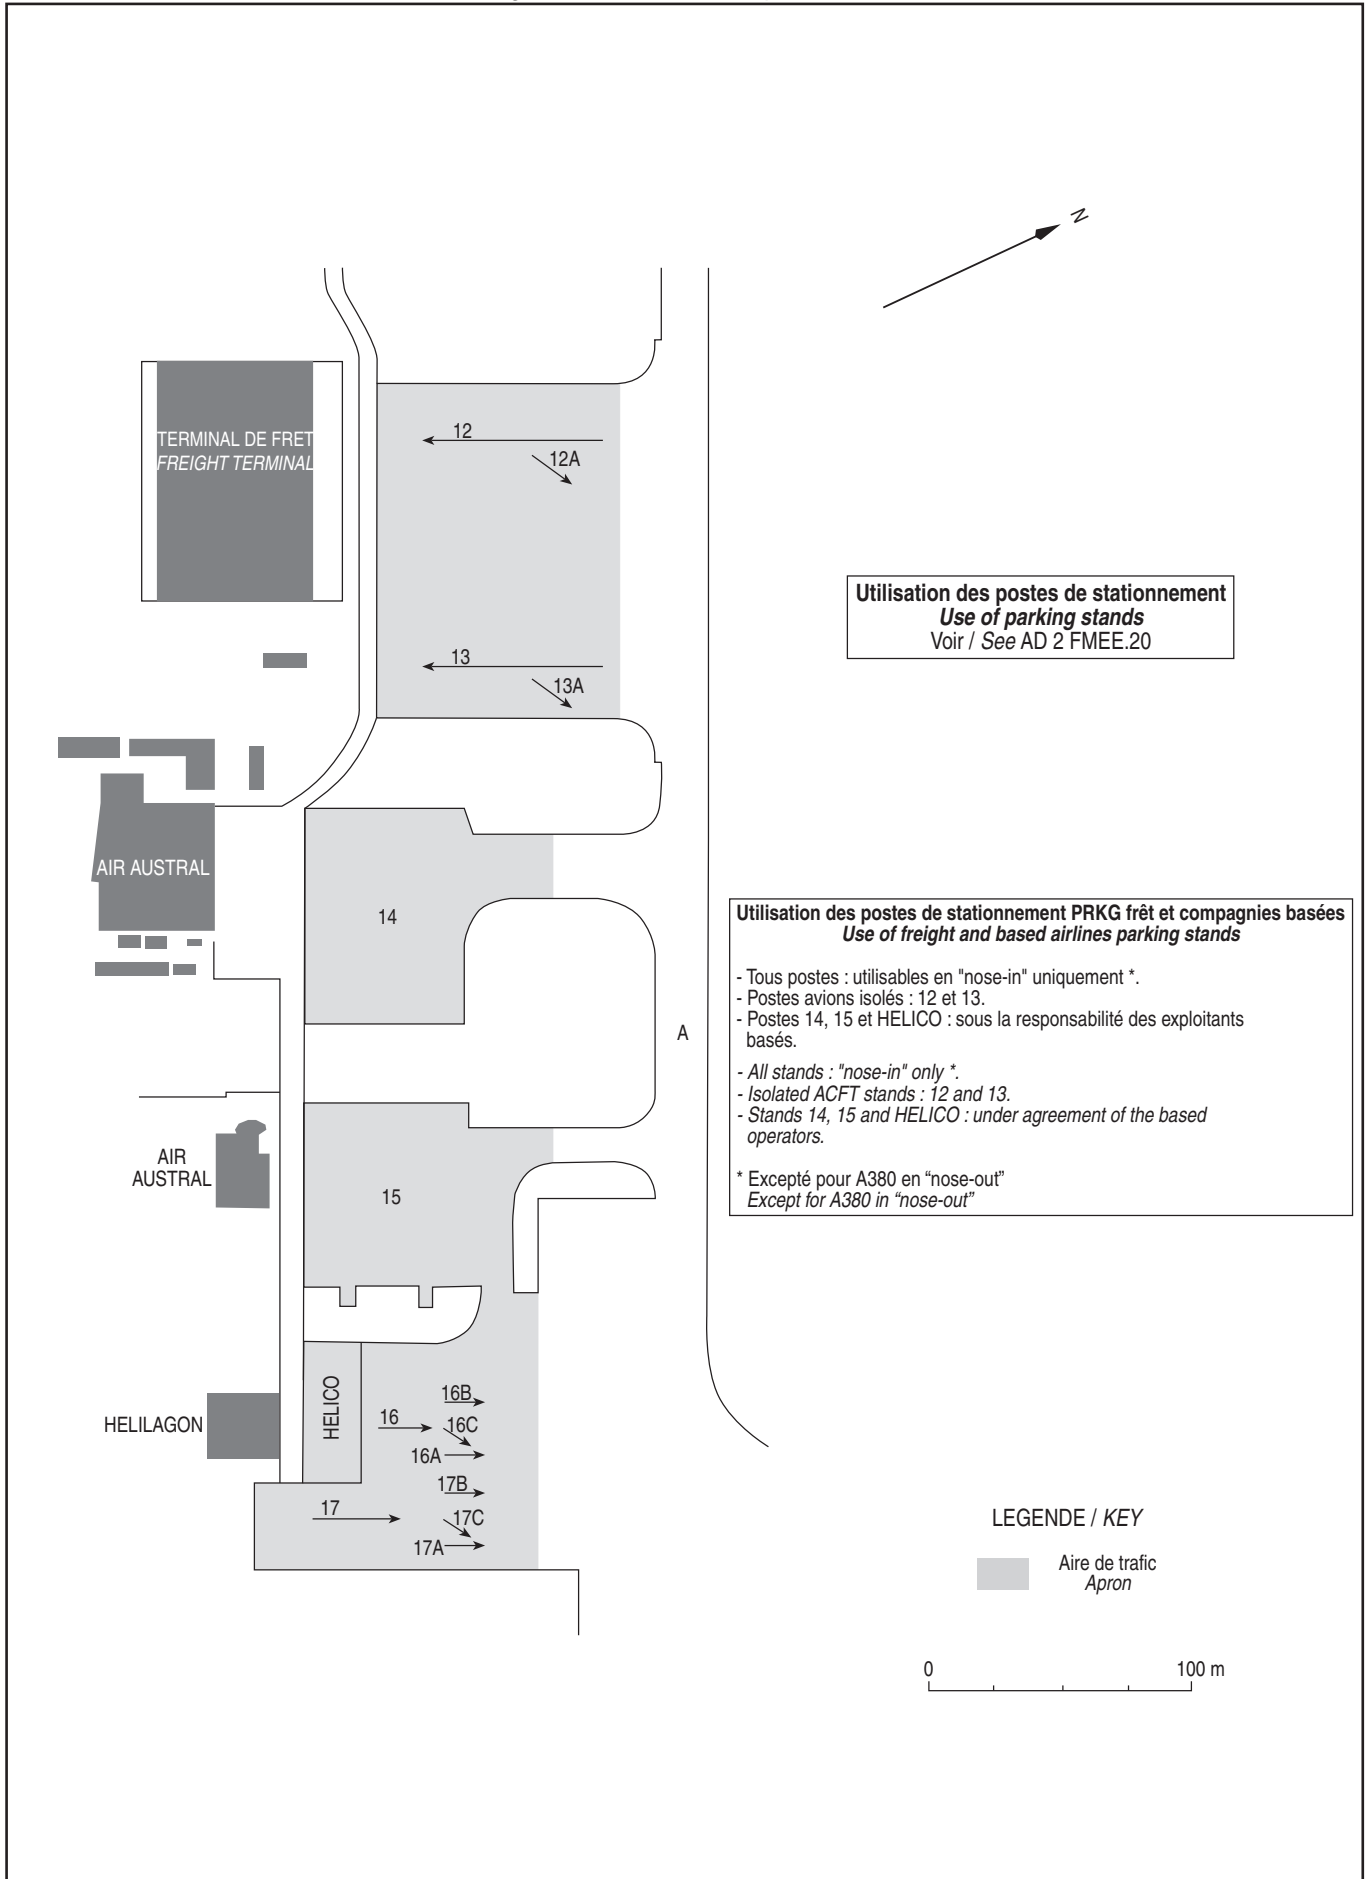 N
TERMINAL DE FRET
FREIGHT TERMINAL
12
12A
13
13A
Utilisation des postes de stationnement
Use of parking stands
Voir / See AD 2 FMEE.20
AIR AUSTRAL
14
A
Utilisation des postes de stationnement PRKG frêt et compagnies basées
Use of freight and based airlines parking stands
- Tous postes : utilisables en "nose-in" uniquement *.
- Postes avions isolés : 12 et 13.
- Postes 14, 15 et HELICO : sous la responsabilité des exploitants
basés.
- All stands : "nose-in" only *.
- Isolated ACFT stands : 12 and 13.
- Stands 14, 15 and HELICO : under agreement of the based
operators.
* Excepté pour A380 en “nose-out”
Except for A380 in “nose-out”
AIR
AUSTRAL
15
HELILAGON
HELICO
16B
16
16C
16A
17B
17
17C
17A
LEGENDE / KEY
Aire de trafic
Apron
0 100 m